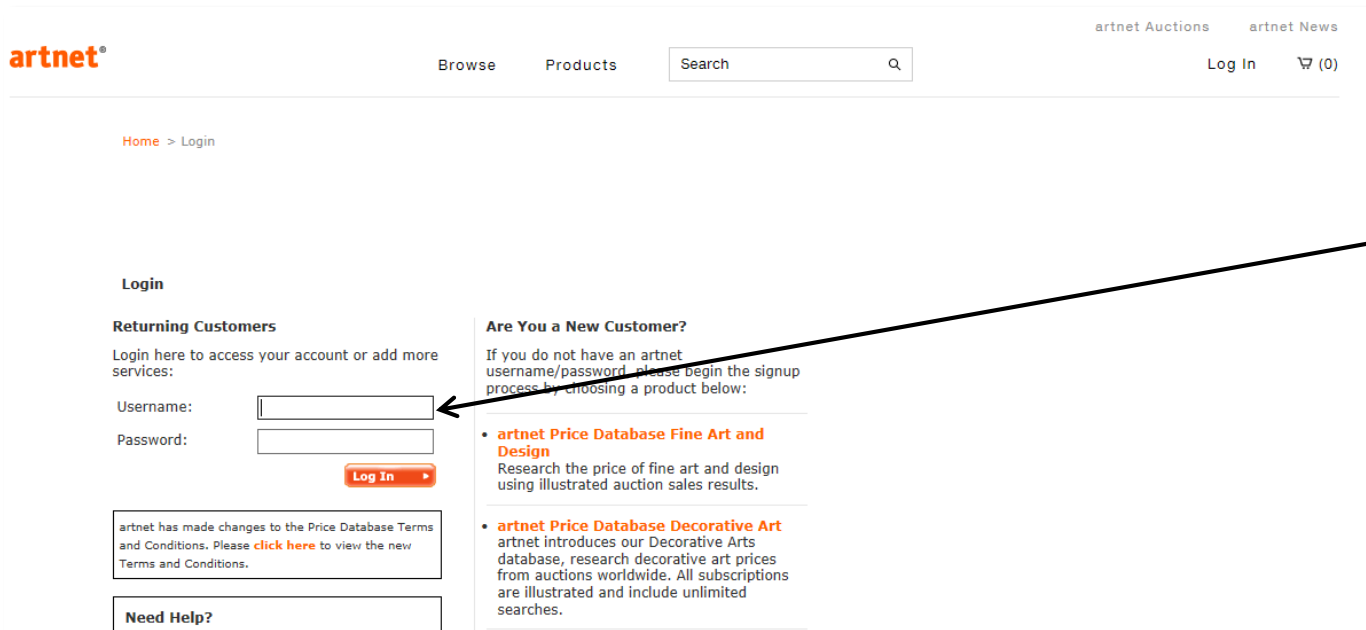 artnet Auctions artnet News
artnet®
Browse Products Search Log In (0)
Home > Login
Login
Returning Customers
Login here to access your account or add more
services:
Username:
Password:
Log In
artnet has made changes to the Price Database Terms
and Conditions. Please click here to view the new
Terms and Conditions.
Need Help?
Are You a New Customer?
If you do not have an artnet
username/password, please begin the signup
process by choosing a product below:
• artnet Price Database Fine Art and
Design
Research the price of fine art and design
using illustrated auction sales results.
• artnet Price Database Decorative Art
artnet introduces our Decorative Arts
database, research decorative art prices
from auctions worldwide. All subscriptions
are illustrated and include unlimited
searches.